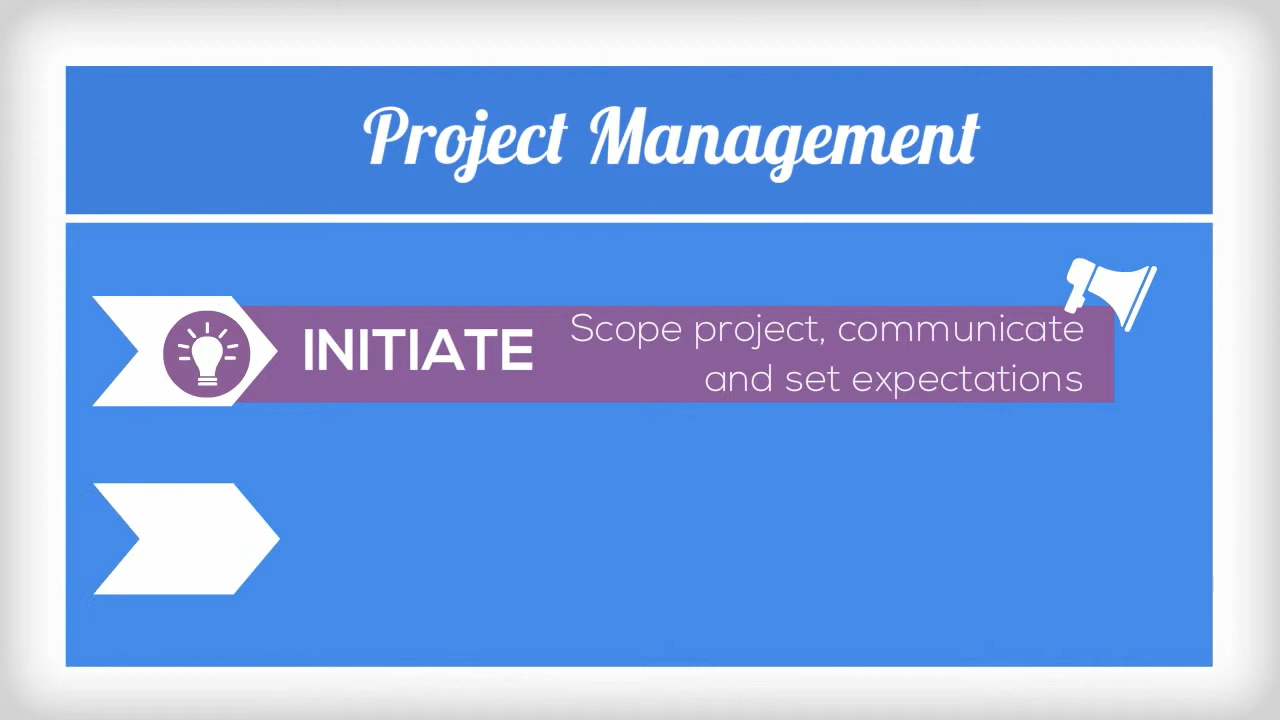 Project Management
INITIATE
Scope project, communicate
and set expectations